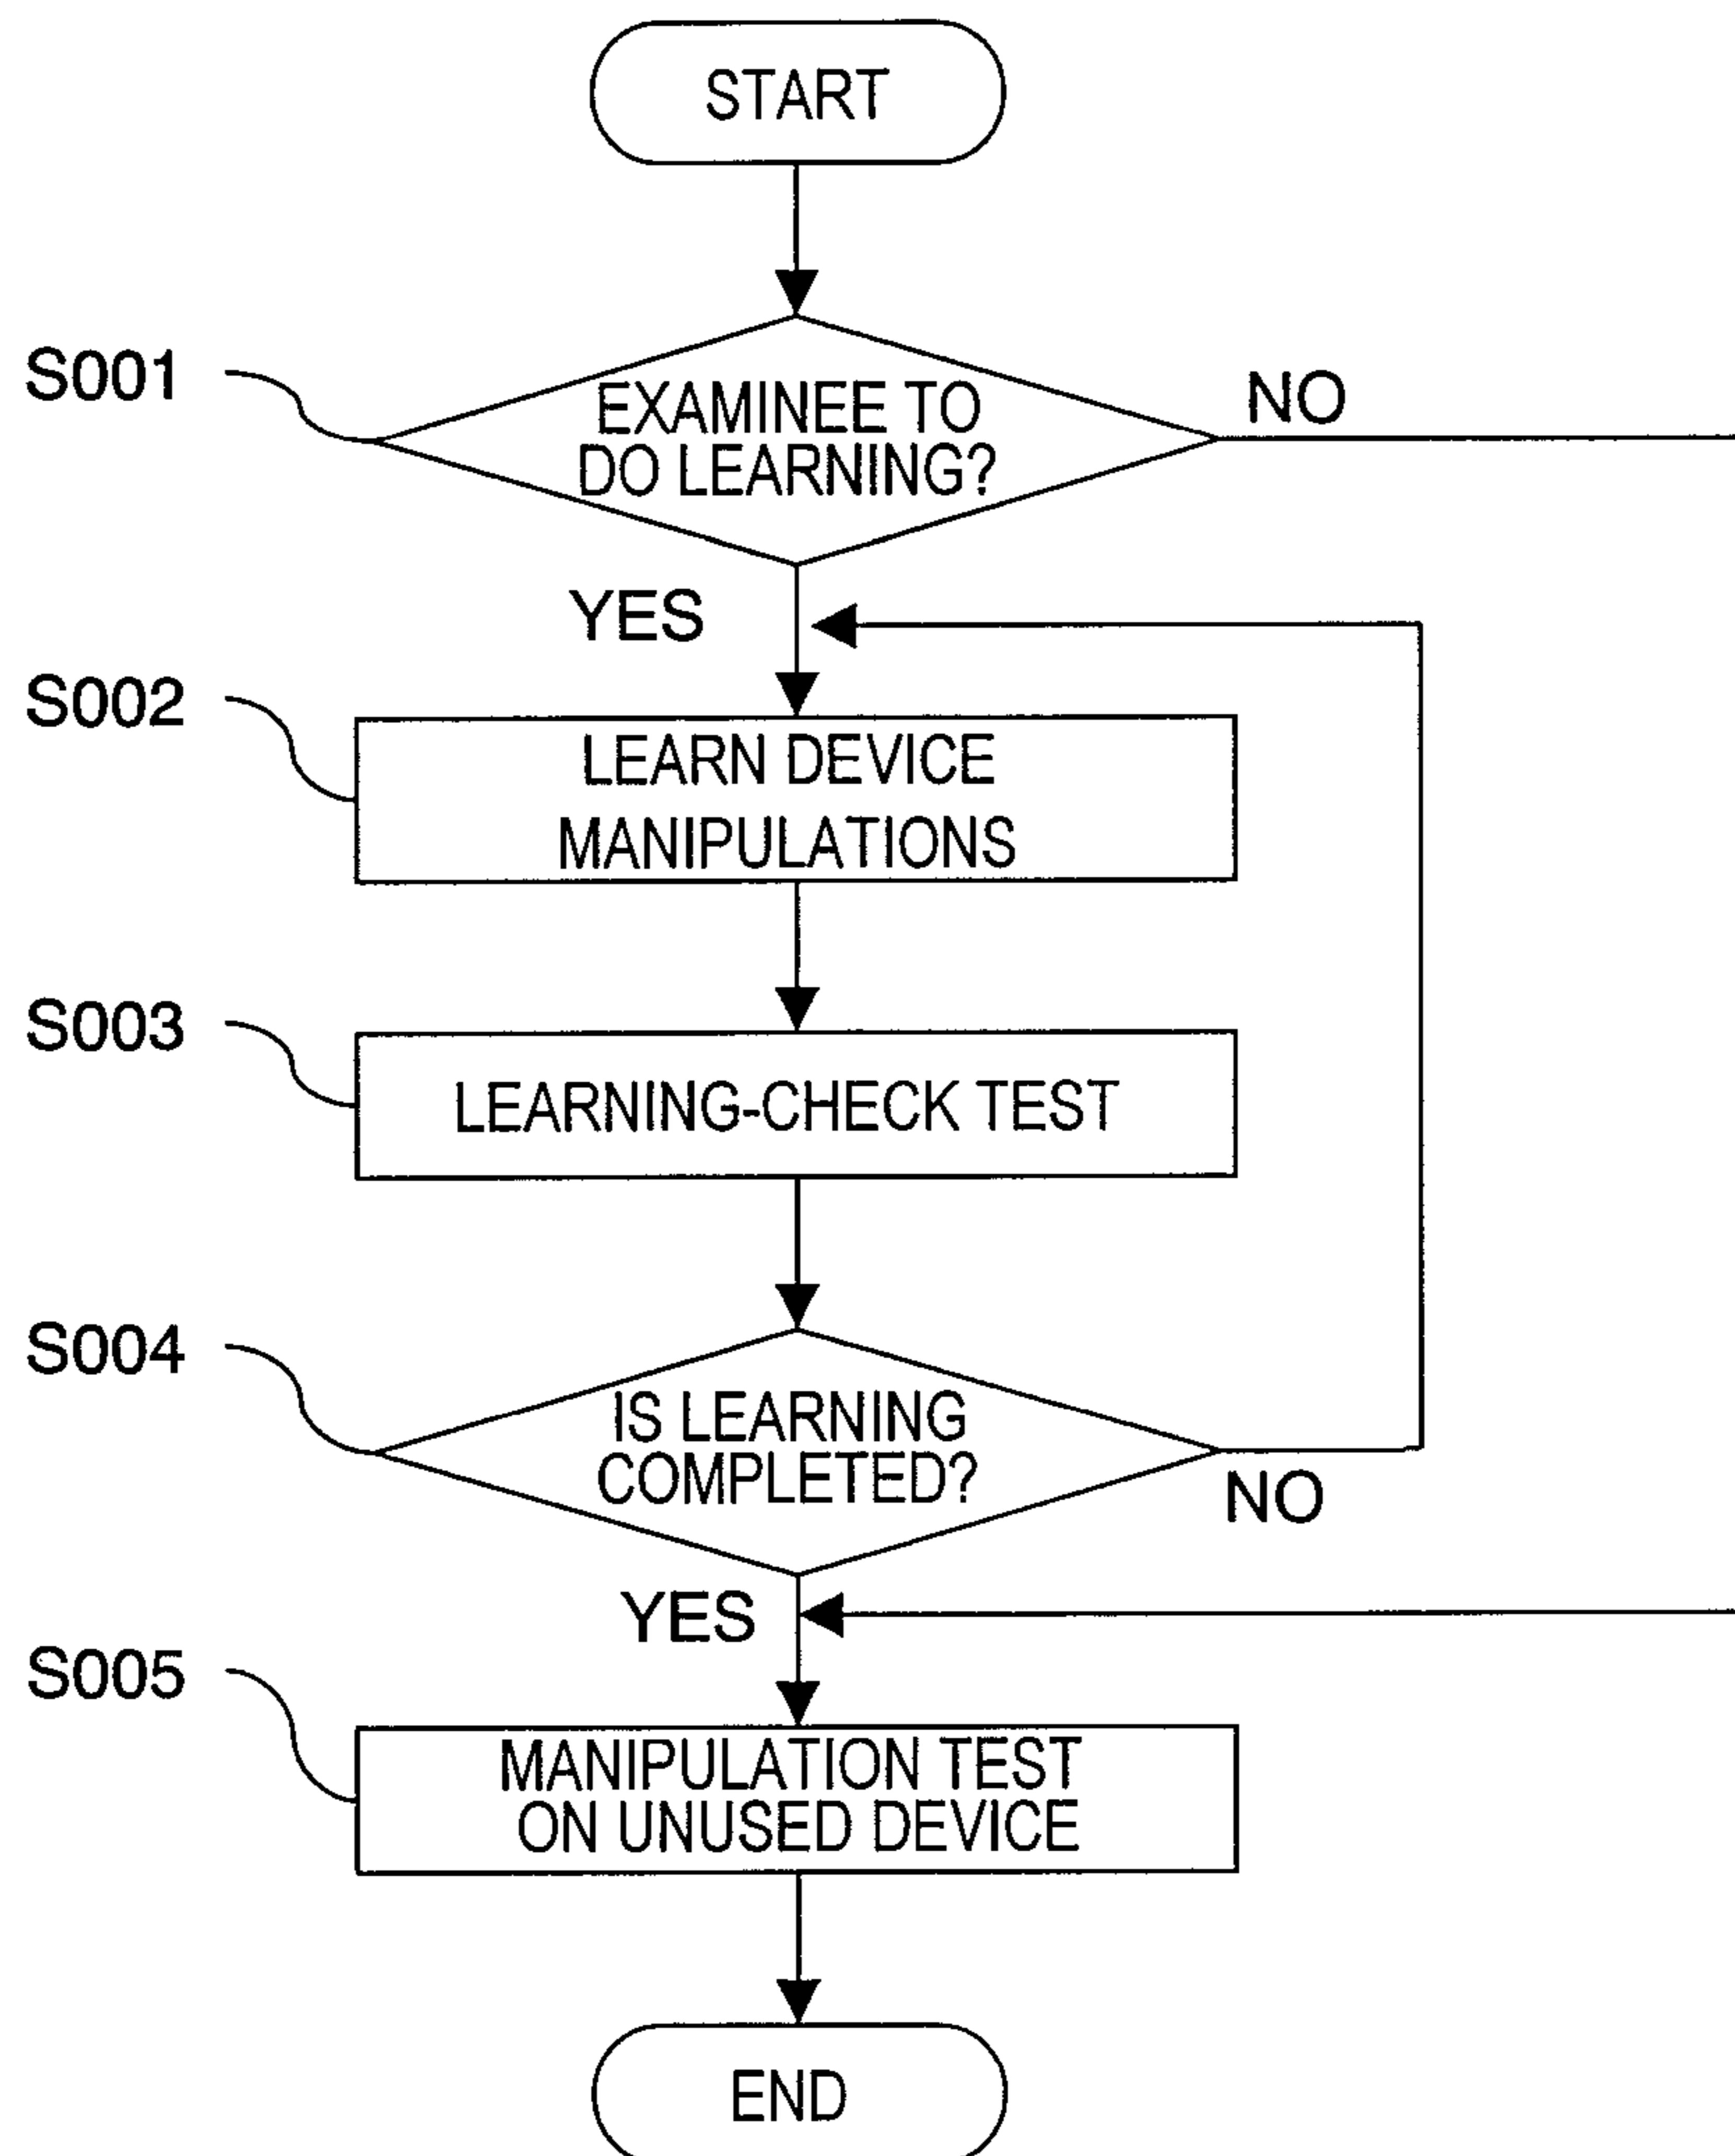 START
S001
EXAMINEE TO
DO LEARNING?
NO
YES
S002
LEARN DEVICE
MANIPULATIONS
S003
LEARNING-CHECK TEST
S004
IS LEARNING
COMPLETED?
NO
YES
S005
MANIPULATION TEST
ON UNUSED DEVICE
END